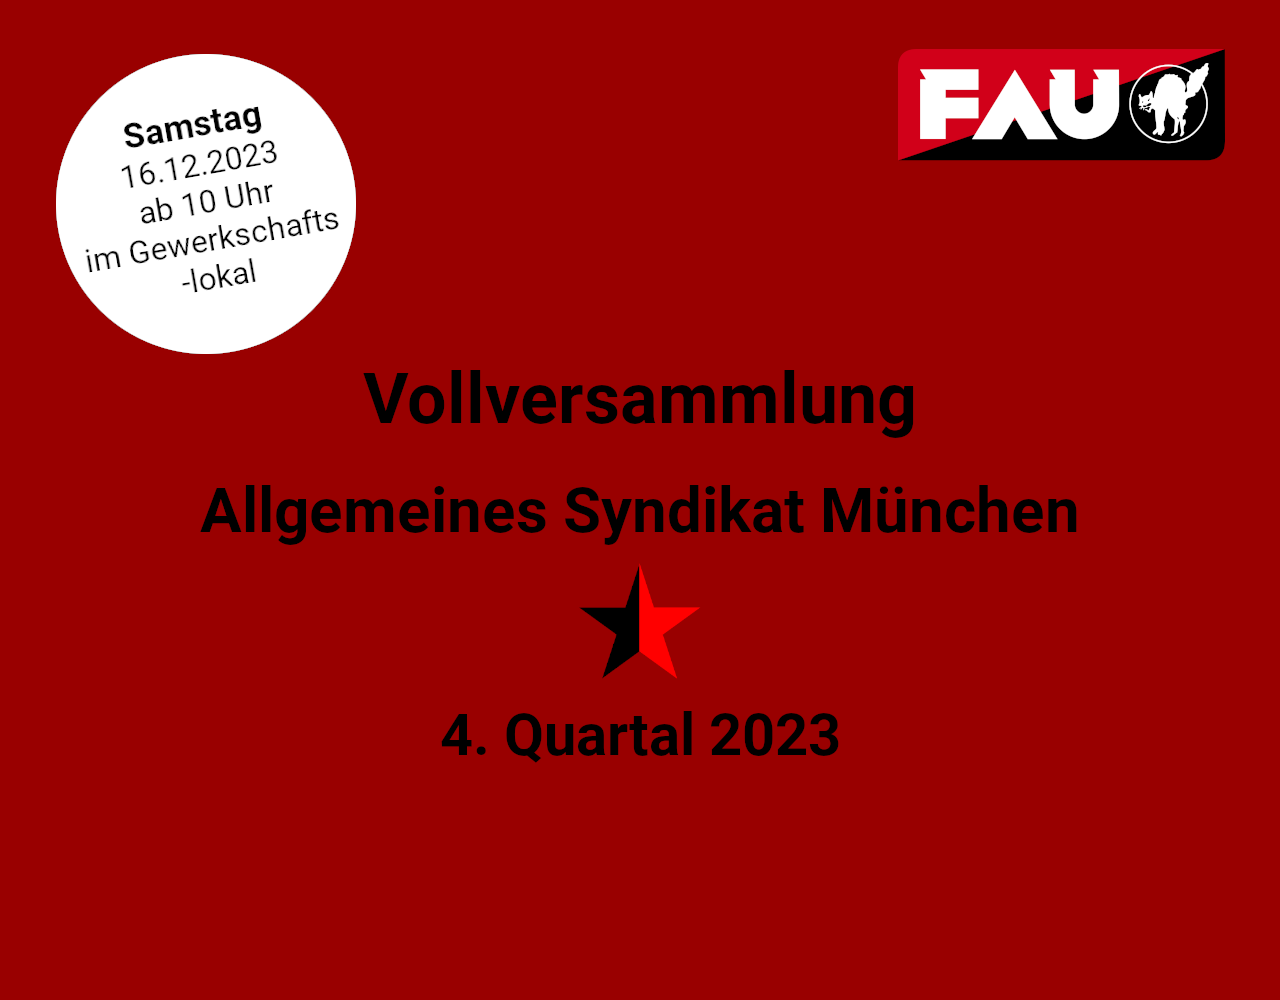 Samstag
16.12.2023
ab 10 Uhr
im Gewerkschafts
-lokal
FAU
Vollversammlung
Allgemeines Syndikat München
4. Quartal 2023